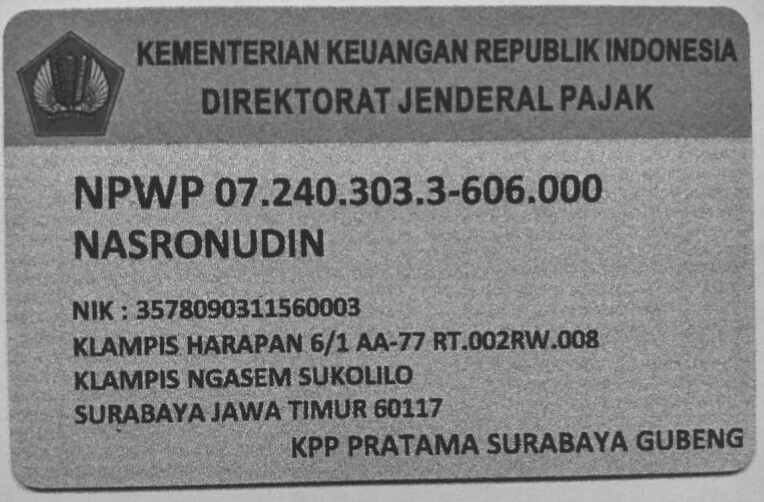 KEMENTERIAN KEUANGAN REPUBLIK INDONESIA
DIREKTORAT JENDERAL PAJAK
NPWP 07.240.303.3-606.000
NASRONUDIN
NIK : 3578090311560003
KLAMPIS HARAPAN 6/1 AA-77 RT.002RW.008
KLAMPIS NGASEM SUKOLILO
SURABAYA JAWA TIMUR 60117
KPP PRATAMA SURABAYA GUBENG